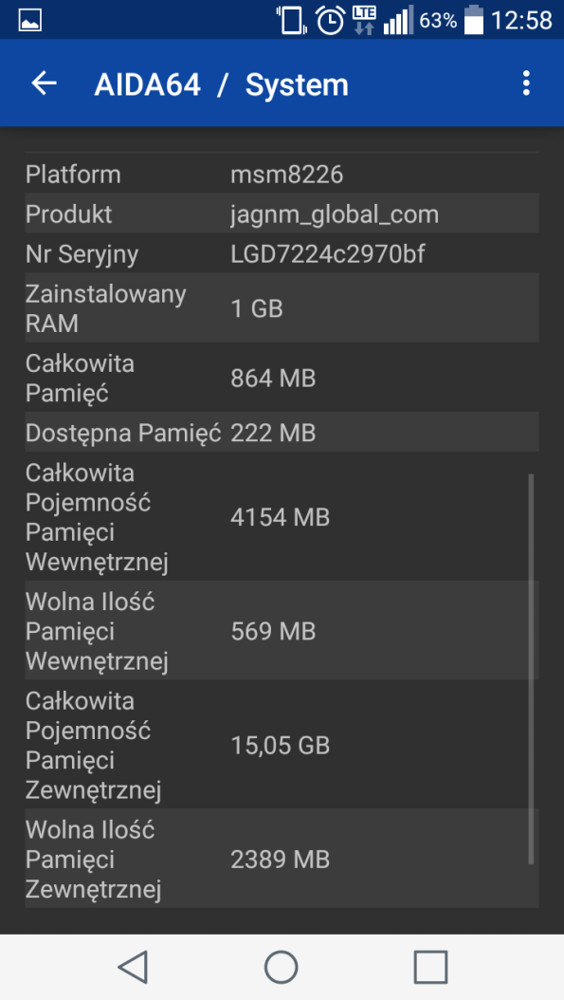 LTE 63% 12:58
AIDA64 / System
Platform msm8226
Produkt jagnm_global_com
Nr Seryjny LGD7224c2970bf
Zainstalowany
RAM
1 GB
Całkowita
Pamięć
864 MB
Dostępna Pamięć 222 MB
Całkowita
Pojemność
Pamięci
Wewnętrznej
4154 MB
Wolna Ilość
Pamięci
Wewnętrznej
569 MB
Całkowita
Pojemność
Pamięci
Zewnętrznej
15,05 GB
Wolna Ilość
Pamięci
Zewnętrznej
2389 MB